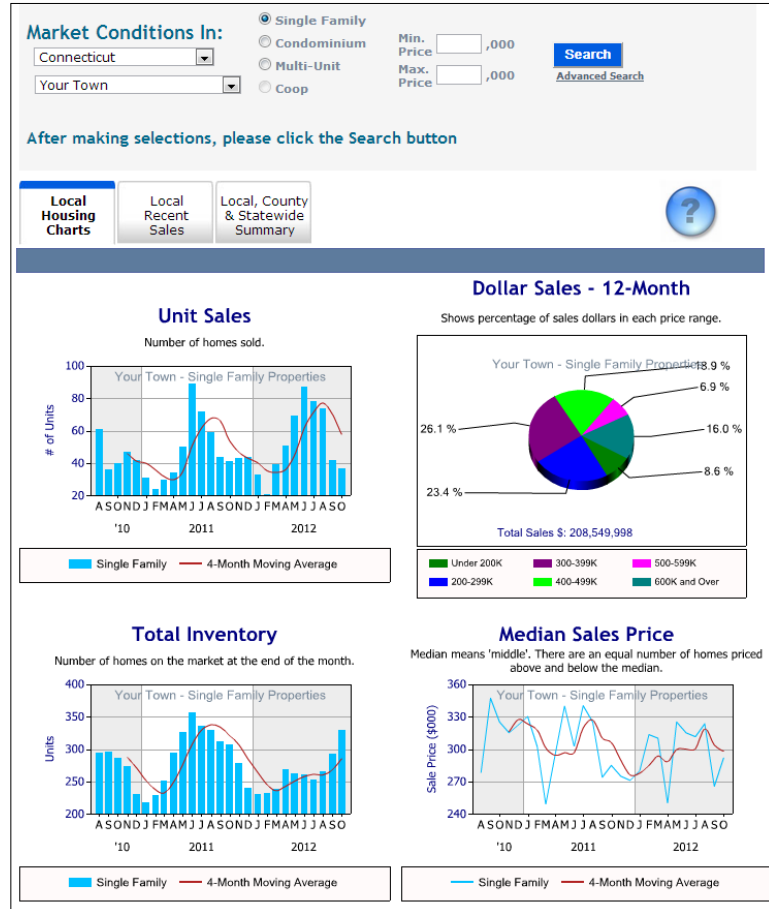 Market Conditions In:
Connecticut
Your Town
Single Family
Condominium
Multi-Unit
Coop
Min.
Price ,000
Max.
Price ,000
Search
Advanced Search
After making selections, please click the Search button
Local
Housing
Charts
Local
Recent
Sales
Local, County
& Statewide
Summary
?
Unit Sales
Number of homes sold.
Your Town - Single Family Properties
# of Units
100
80
60
40
20
A S O N D J F M A M J J A S O N D J F M A M J J A S O
'10 2011 2012
Single Family 4-Month Moving Average
Dollar Sales - 12-Month
Shows percentage of sales dollars in each price range.
Your Town - Single Family Properties
18.9 %
6.9 %
26.1 %
16.0 %
8.6 %
23.4 %
Total Sales $: 208,549,998
Under 200K 300-399K 500-599K
200-299K 400-499K 600K and Over
Total Inventory
Number of homes on the market at the end of the month.
Your Town - Single Family Properties
Units
400
350
300
250
200
A S O N D J F M A M J J A S O N D J F M A M J J A S O
'10 2011 2012
Single Family 4-Month Moving Average
Median Sales Price
Median means 'middle'. There are an equal number of homes priced
above and below the median.
Your Town - Single Family Properties
Sale Price ($000)
360
330
300
270
240
A S O N D J F M A M J J A S O N D J F M A M J J A S O
'10 2011 2012
Single Family 4-Month Moving Average